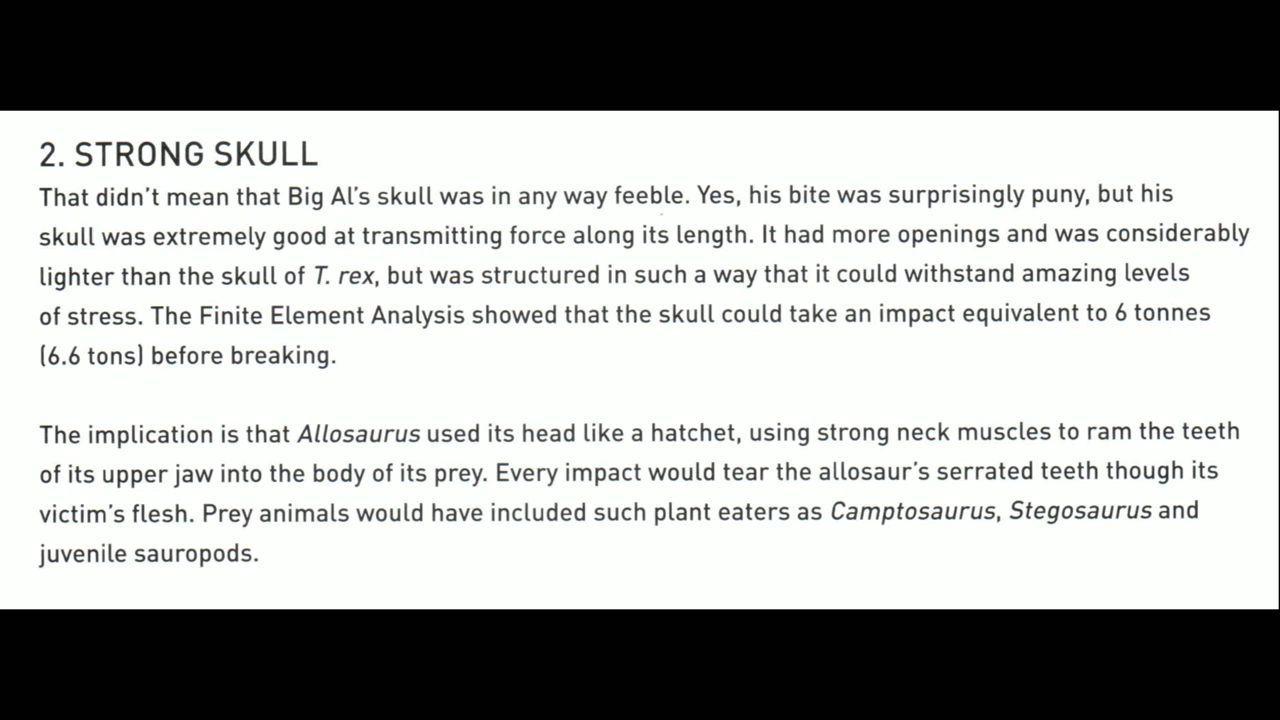 2. STRONG SKULL
That didn't mean that Big Al's skull was in any way feeble. Yes, his bite was surprisingly puny, but his
skull was extremely good at transmitting force along its length. It had more openings and was considerably
lighter than the skull of T. rex, but was structured in such a way that it could withstand amazing levels
of stress. The Finite Element Analysis showed that the skull could take an impact equivalent to 6 tonnes
(6.6 tons) before breaking.
The implication is that Allosaurus used its head like a hatchet, using strong neck muscles to ram the teeth
of its upper jaw into the body of its prey. Every impact would tear the allosaur's serrated teeth though its
victim's flesh. Prey animals would have included such plant eaters as Camptosaurus, Stegosaurus and
juvenile sauropods.